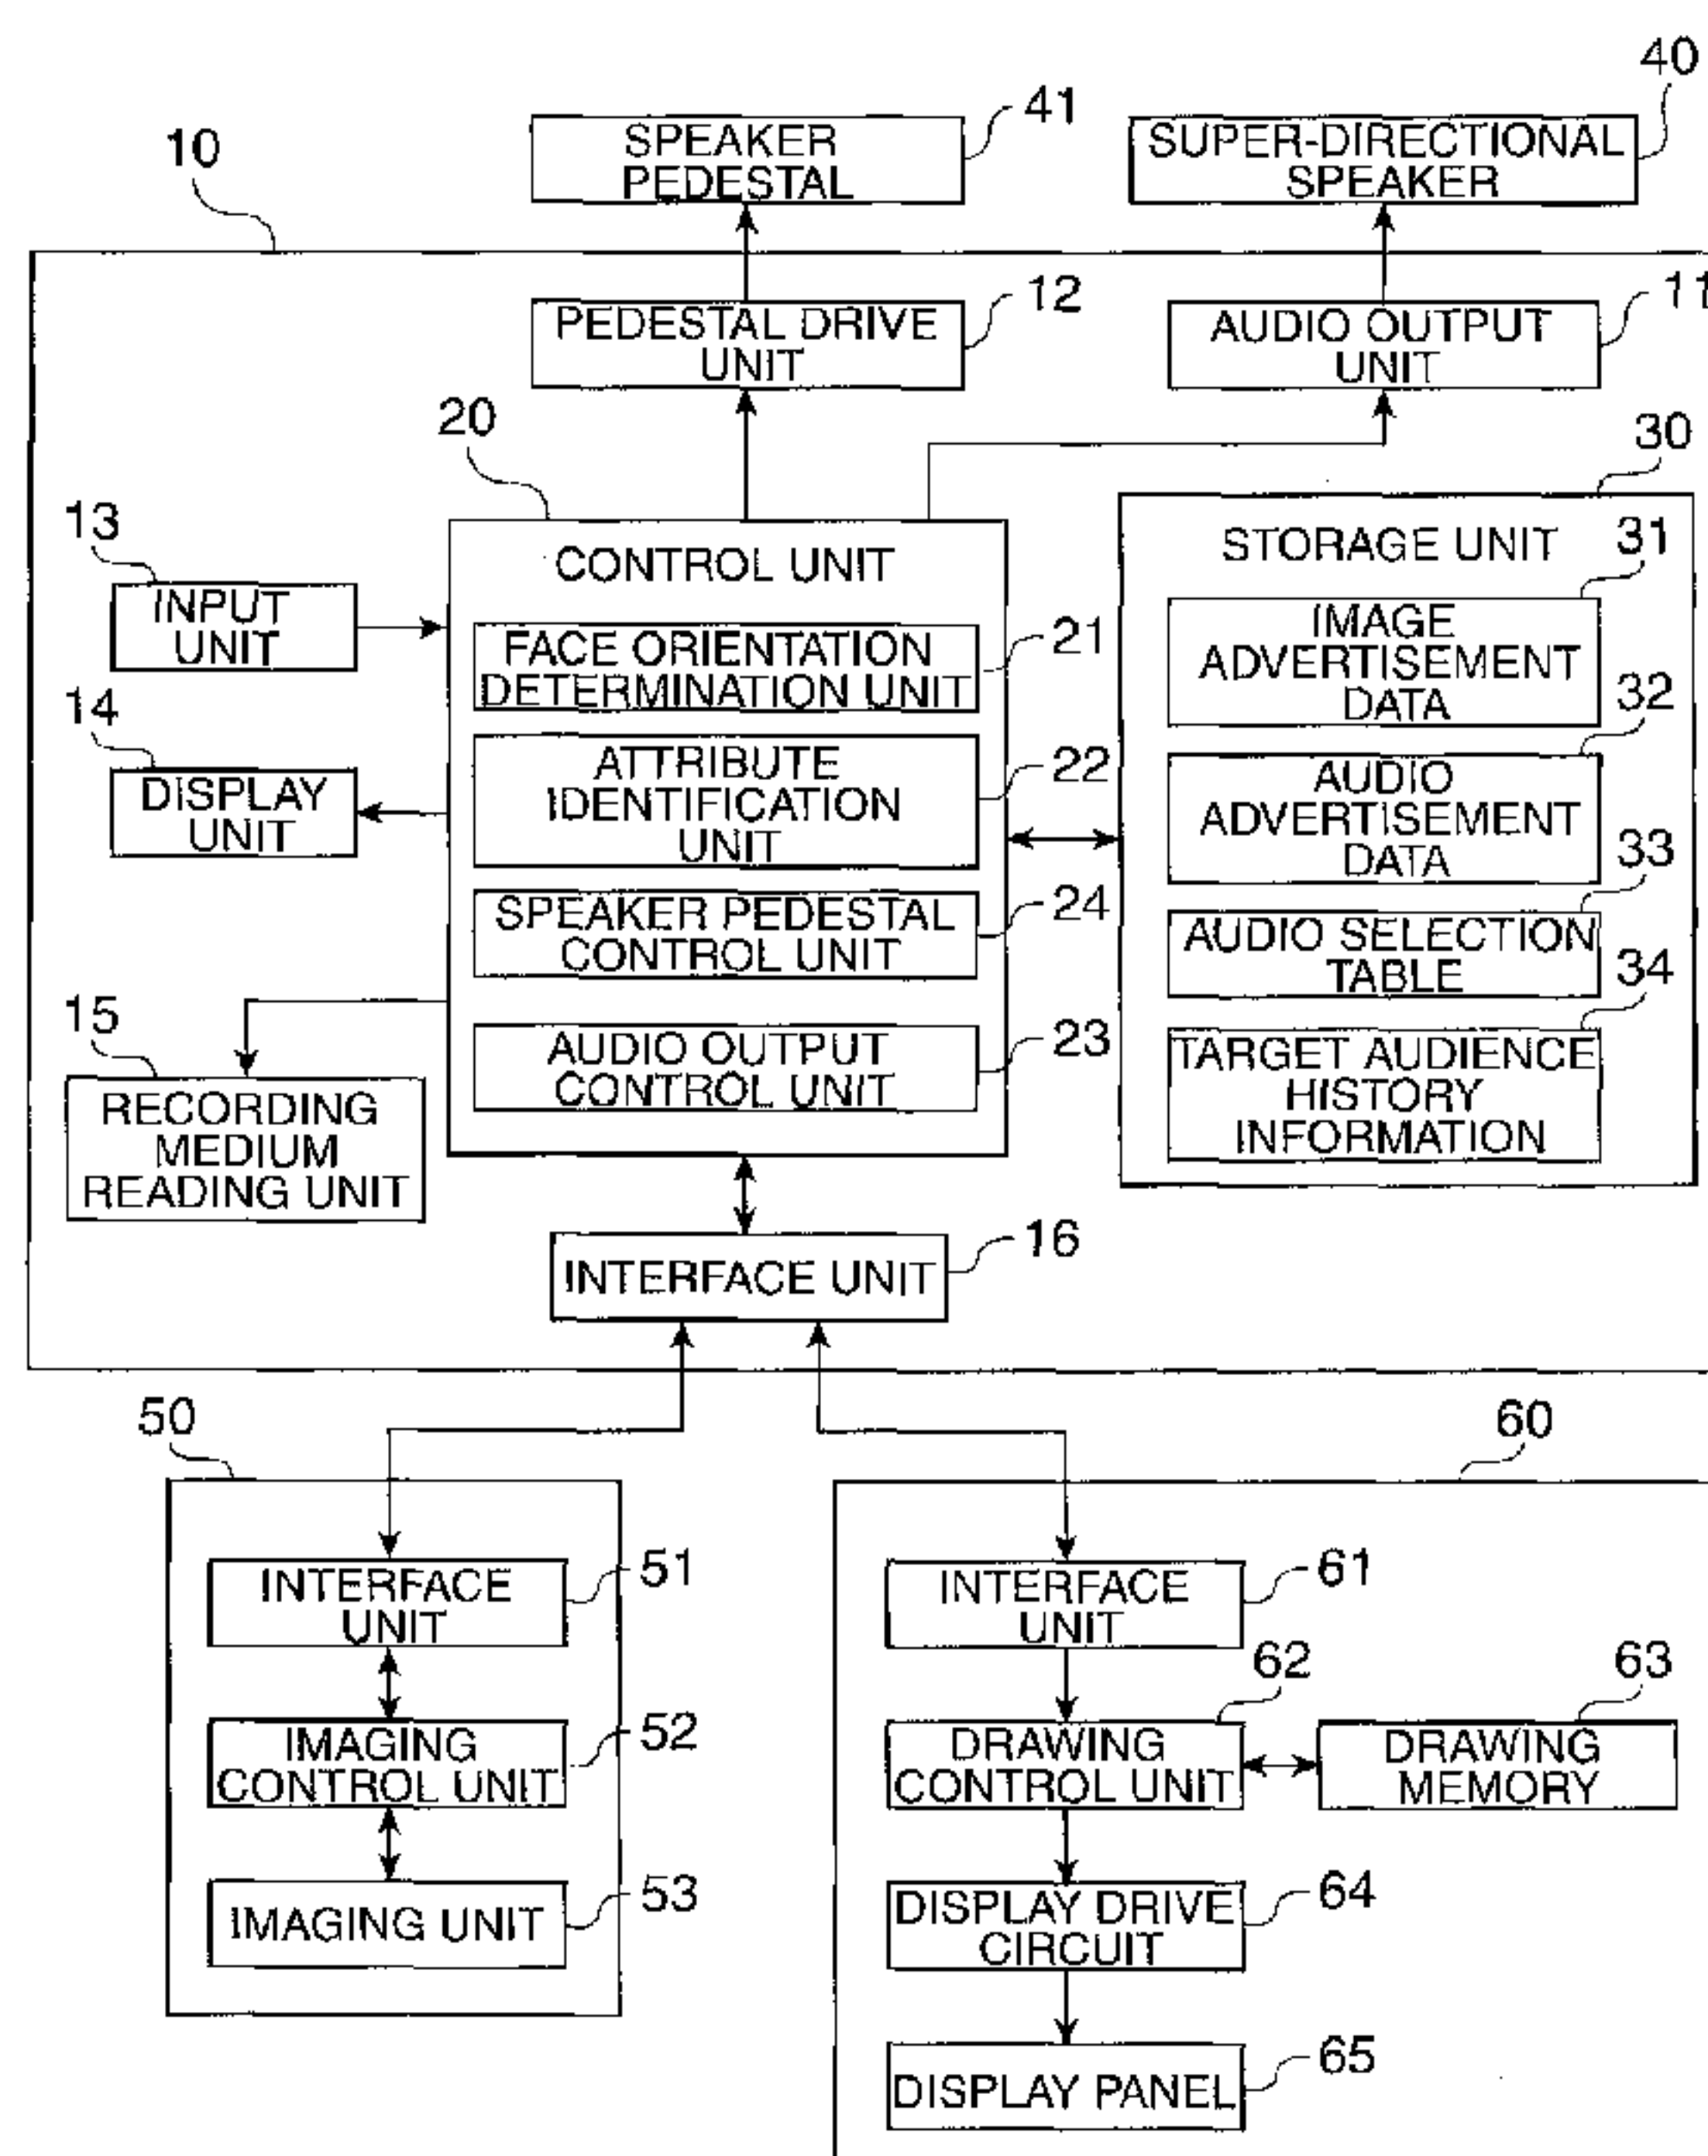 40
41
SPEAKER
PEDESTAL
SUPER-DIRECTIONAL
SPEAKER
10
12
PEDESTAL DRIVE
UNIT
11
AUDIO OUTPUT
UNIT
20
30
13
INPUT
UNIT
CONTROL UNIT
STORAGE UNIT
31
FACE ORIENTATION
DETERMINATION UNIT
21
IMAGE
ADVERTISEMENT
DATA
14
DISPLAY
UNIT
ATTRIBUTE
IDENTIFICATION
UNIT
22
32
AUDIO
ADVERTISEMENT
DATA
SPEAKER PEDESTAL
CONTROL UNIT
24
33
AUDIO SELECTION
TABLE
15
RECORDING
MEDIUM
READING UNIT
AUDIO OUTPUT
CONTROL UNIT
23
34
TARGET AUDIENCE
HISTORY
INFORMATION
INTERFACE UNIT
16
50
60
INTERFACE
UNIT
51
INTERFACE
UNIT
61
IMAGING
CONTROL UNIT
52
DRAWING
CONTROL UNIT
62
DRAWING
MEMORY
63
IMAGING UNIT
53
DISPLAY DRIVE
CIRCUIT
64
DISPLAY PANEL
65